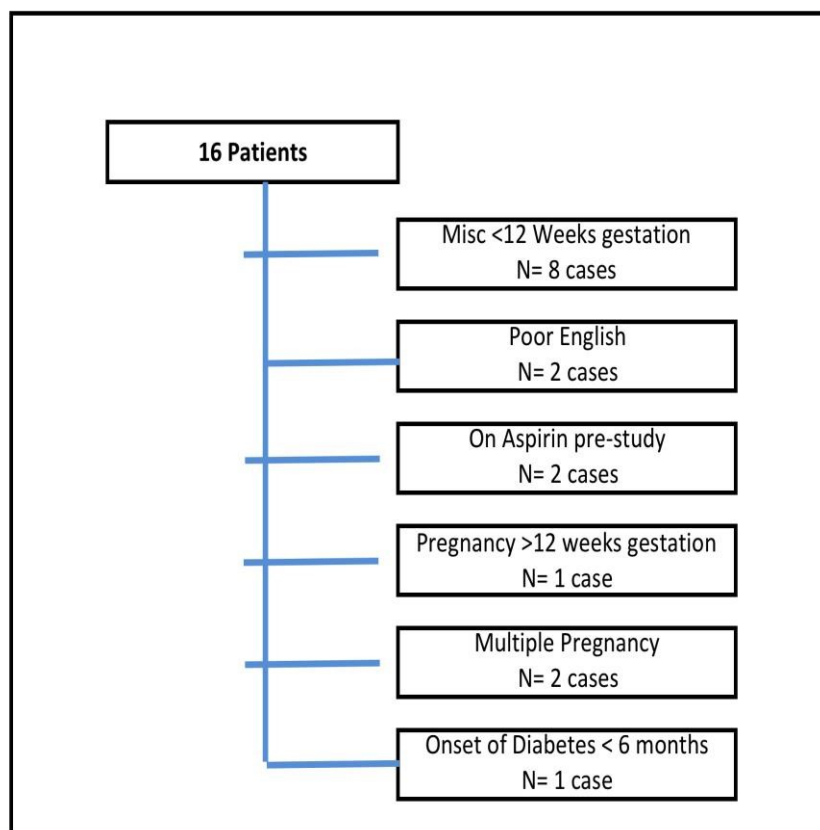 16 Patients
Misc <12 Weeks gestation
N= 8 cases
Poor English
N= 2 cases
On Aspirin pre-study
N= 2 cases
Pregnancy >12 weeks gestation
N= 1 case
Multiple Pregnancy
N= 2 cases
Onset of Diabetes < 6 months
N= 1 case